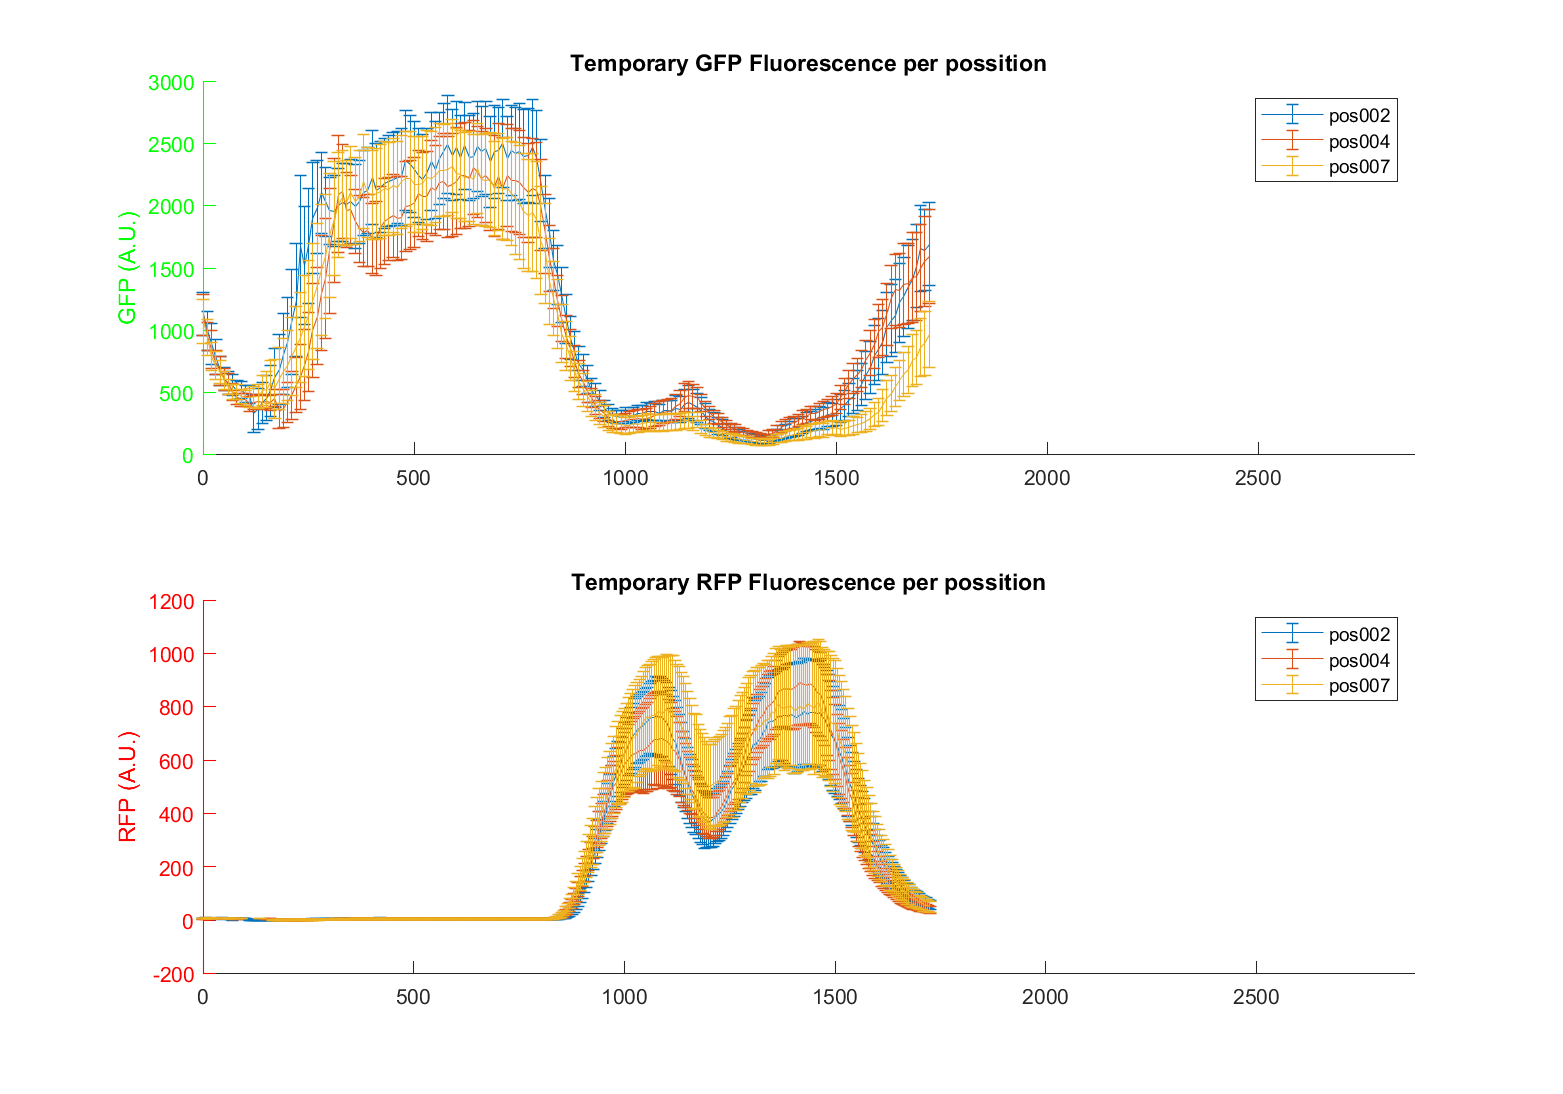 Temporary GFP Fluorescence per possition
3000
2500
2000
1500
1000
500
0
GFP (A.U.)
0 500 1000 1500 2000 2500
pos002
pos004
pos007
Temporary RFP Fluorescence per possition
1200
1000
800
600
400
200
0
-200
RFP (A.U.)
0 500 1000 1500 2000 2500
pos002
pos004
pos007